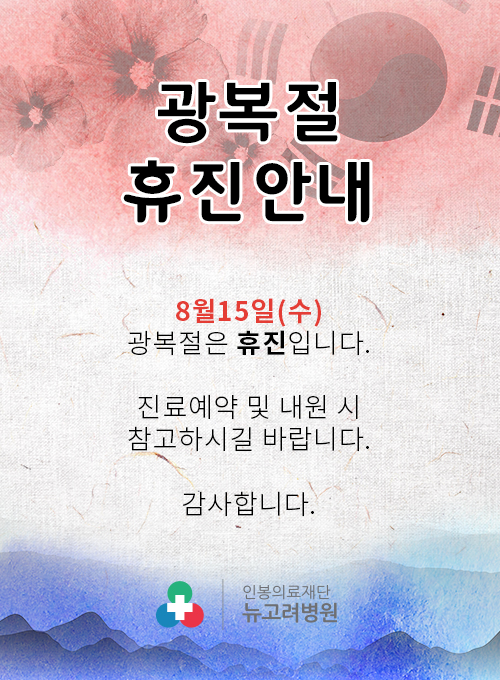 광복절
휴진안내
8월15일(수)
광복절은 휴진입니다.
진료예약 및 내원 시
참고하시길 바랍니다.
감사합니다.
인봉의료재단
뉴고려병원